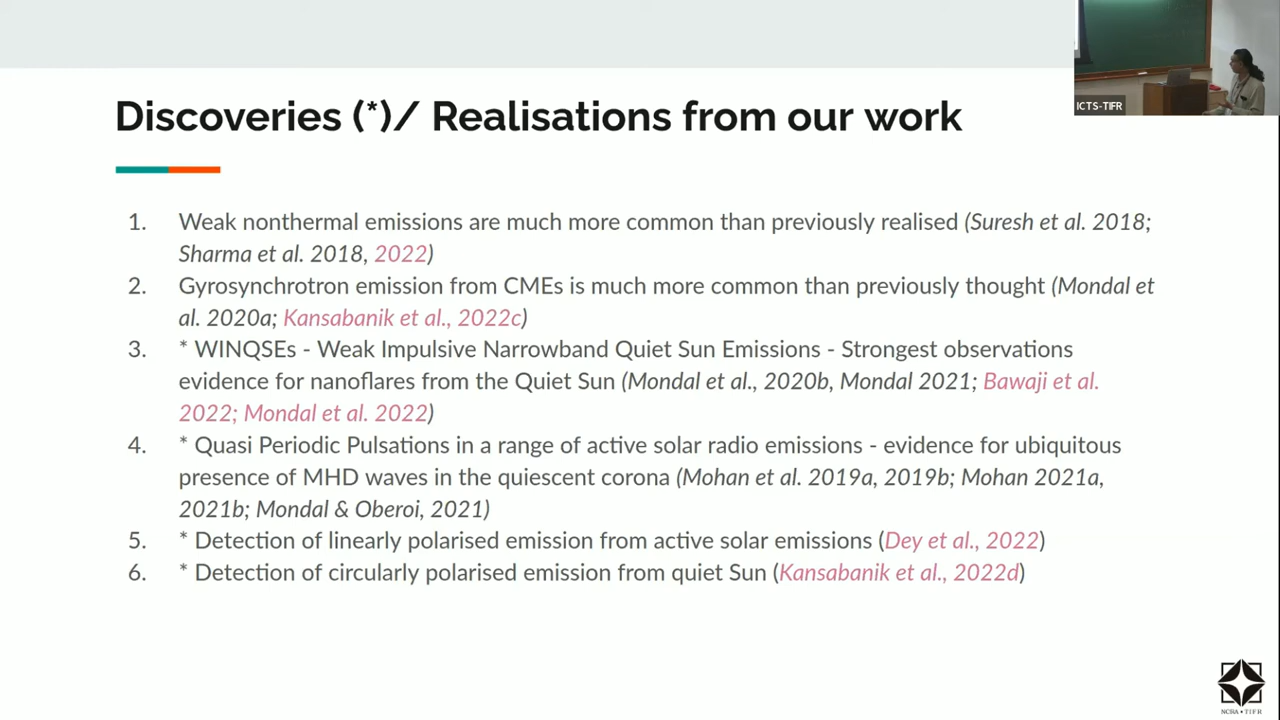 ICTS-TIFR
Discoveries (*)/ Realisations from our work
1. Weak nonthermal emissions are much more common than previously realised (Suresh et al. 2018;
Sharma et al. 2018, 2022)
2. Gyrosynchrotron emission from CMEs is much more common than previously thought (Mondal et
al. 2020a; Kansabanik et al., 2022c)
3. * WINQSEs - Weak Impulsive Narrowband Quiet Sun Emissions - Strongest observations
evidence for nanoflares from the Quiet Sun (Mondal et al., 2020b, Mondal 2021; Bawaji et al.
2022; Mondal et al. 2022)
4. * Quasi Periodic Pulsations in a range of active solar radio emissions - evidence for ubiquitous
presence of MHD waves in the quiescent corona (Mohan et al. 2019a, 2019b; Mohan 2021a,
2021b; Mondal & Oberoi, 2021)
5. * Detection of linearly polarised emission from active solar emissions (Dey et al., 2022)
6. * Detection of circularly polarised emission from quiet Sun (Kansabanik et al., 2022d)
NCRA • TIFR